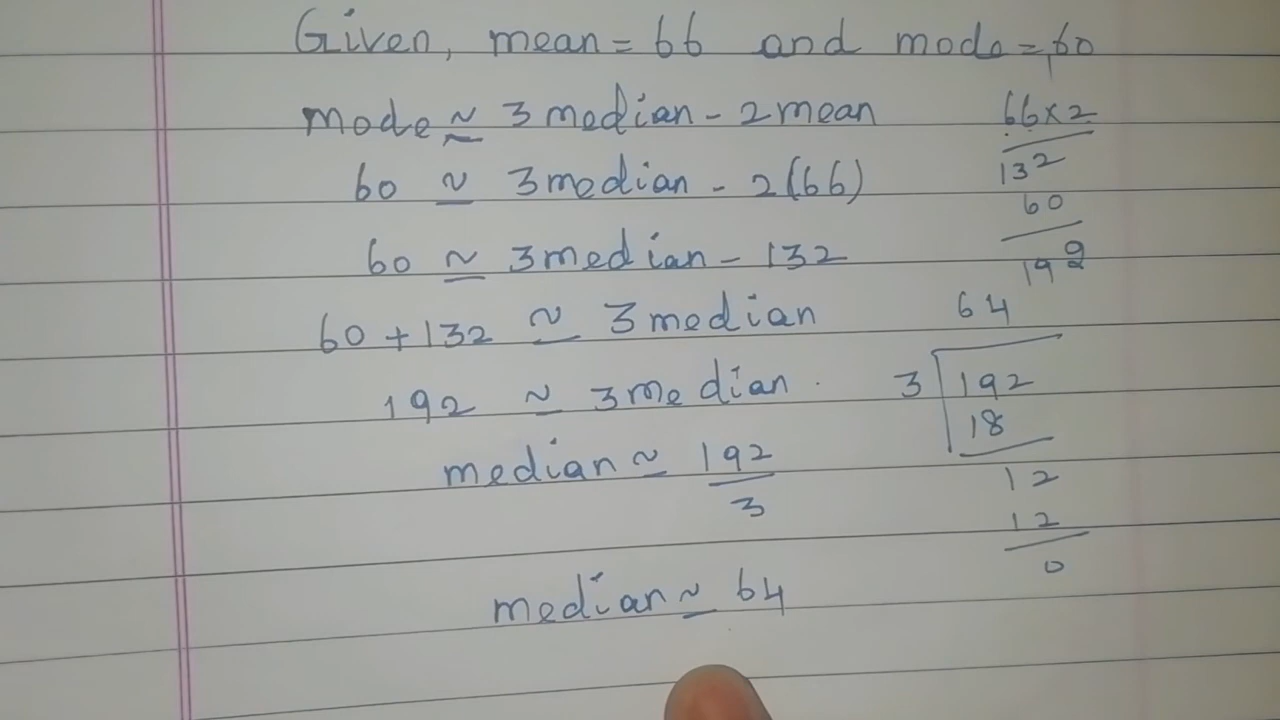 Given, mean = 66 and mode = 60
mode ≃ 3 median - 2 mean
60 ≃ 3 median - 2(66)
60 ≃ 3 median - 132
60 + 132 ≃ 3 median
192 ≃ 3 median
median ≃ 192
3
median ≃ 64
66 × 2
132
60
192
64
3 192
18
12
12
0